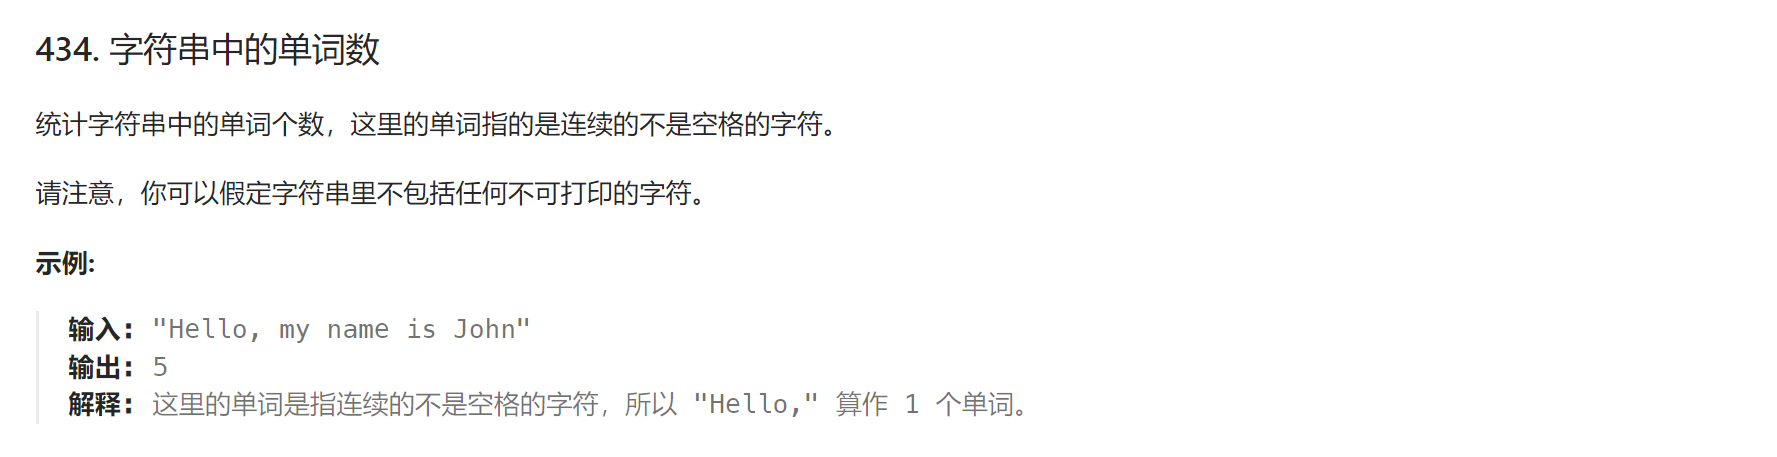 434. 字符串中的单词数
统计字符串中的单词个数，这里的单词指的是连续的不是空格的字符。
请注意，你可以假定字符串里不包括任何不可打印的字符。
示例:
输入: "Hello, my name is John"
输出: 5
解释: 这里的单词是指连续的不是空格的字符，所以 "Hello," 算作 1 个单词。